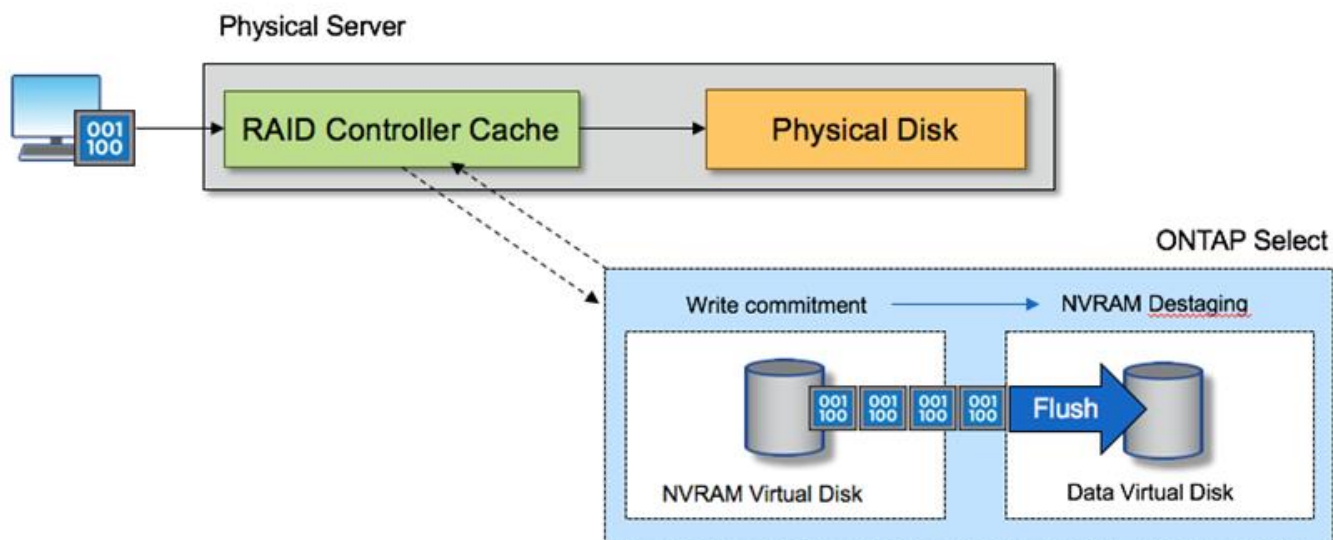 Physical Server
001
100
RAID Controller Cache
Physical Disk
ONTAP Select
Write commitment
NVRAM Destaging
001 001 001 001
100 100 100 100
Flush
NVRAM Virtual Disk
Data Virtual Disk